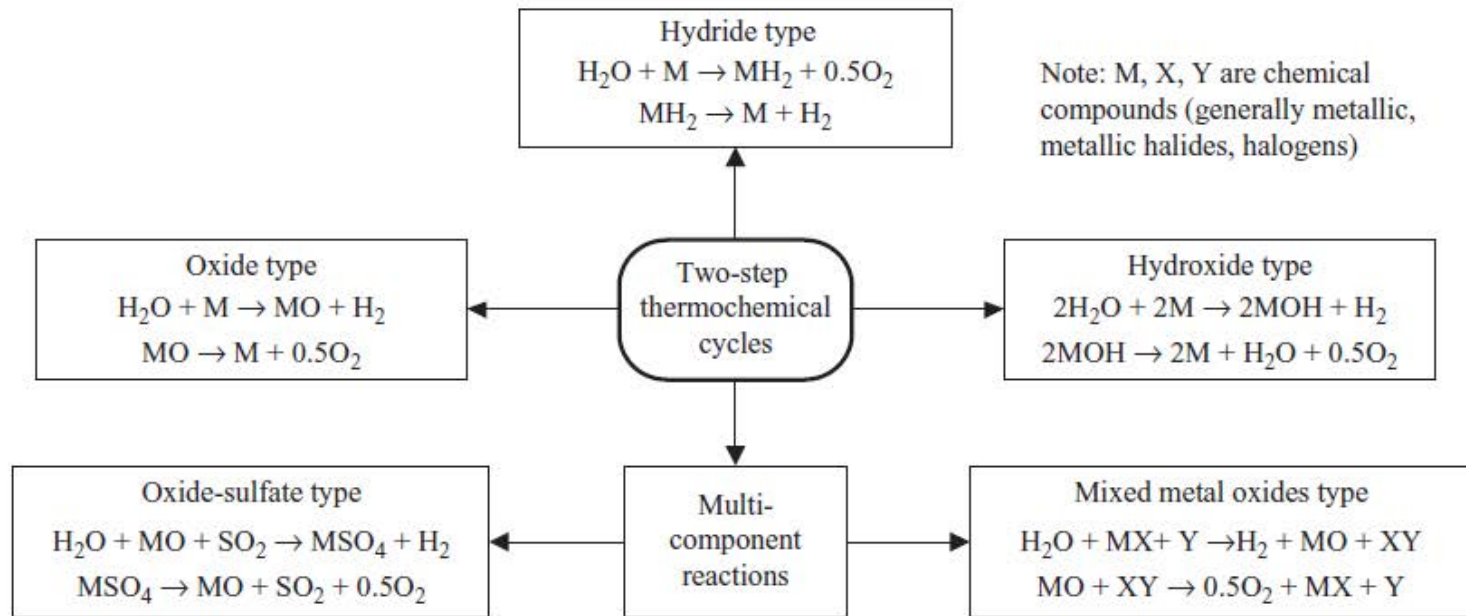 Hydride type
H₂O + M → MH₂ + 0.5O₂
MH₂ → M + H₂
Note: M, X, Y are chemical
compounds (generally metallic,
metallic halides, halogens)
Oxide type
H₂O + M → MO + H₂
MO → M + 0.5O₂
Two-step
thermochemical
cycles
Hydroxide type
2H₂O + 2M → 2MOH + H₂
2MOH → 2M + H₂O + 0.5O₂
Oxide-sulfate type
H₂O + MO + SO₂ → MSO₄ + H₂
MSO₄ → MO + SO₂ + 0.5O₂
Multi-
component
reactions
Mixed metal oxides type
H₂O + MX+ Y →H₂ + MO + XY
MO + XY → 0.5O₂ + MX + Y